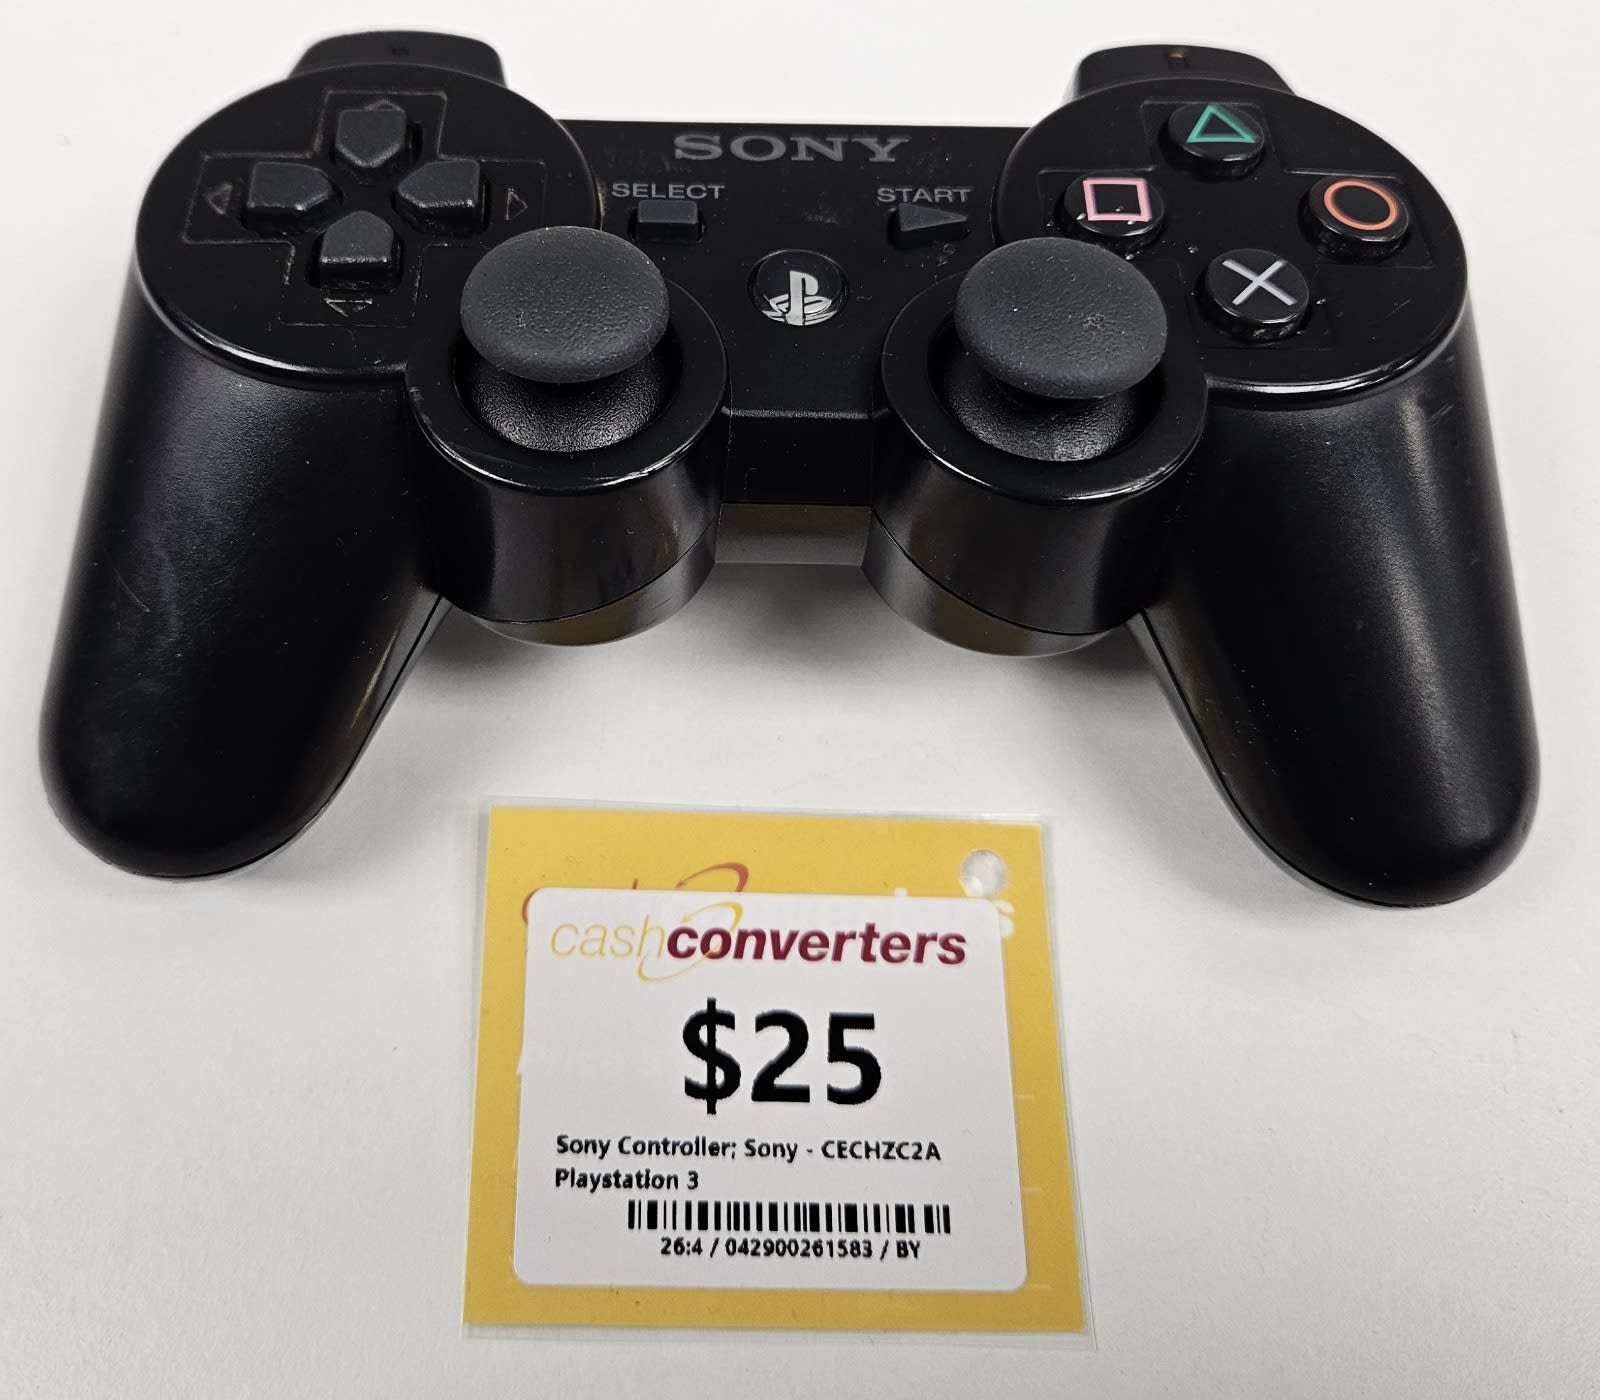 SONY
SELECT
START
cashconverters
$25
Sony Controller; Sony - CECHZC2A
Playstation 3
26:4 / 042900261583 / BY